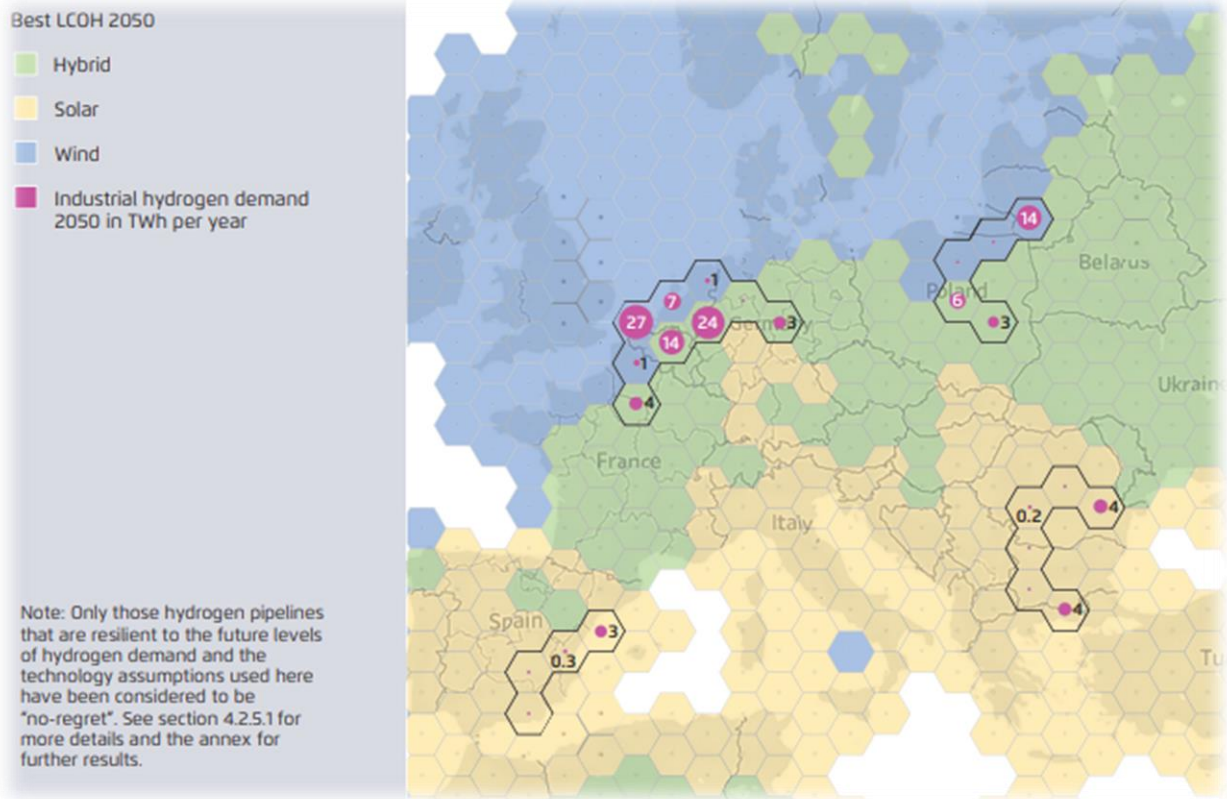 Best LCOH 2050
Hybrid
Solar
Wind
Industrial hydrogen demand
2050 in TWh per year
Note: Only those hydrogen pipelines
that are resilient to the future levels
of hydrogen demand and the
technology assumptions used here
have been considered to be
“no-regret”. See section 4.2.5.1 for
more details and the annex for
further results.
14
Belarus
1
Poland
7
6
27
24
Germany
3
3
14
1
Ukrain
4
France
4
0.2
Italy
4
Spain
3
0.3
Tu